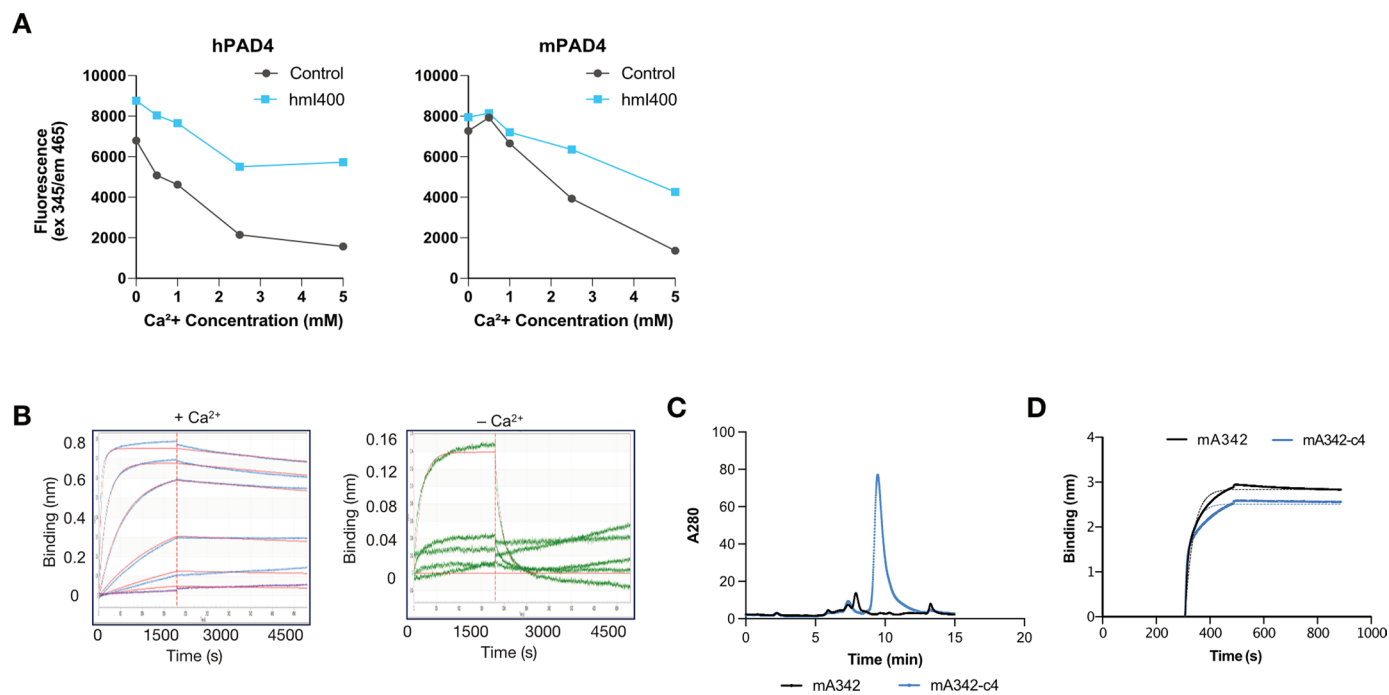 A
hPAD4
Control
hmI400
10000
8000
6000
4000
2000
0
Fluorescence
(ex 345/em 465)
0 1 2 3 4 5
Ca²+ Concentration (mM)
mPAD4
Control
hmI400
10000
8000
6000
4000
2000
0
0 1 2 3 4 5
Ca²+ Concentration (mM)
B
+ Ca²⁺
0.8
0.6
0.4
0.2
0
Binding (nm)
0 1500 3000 4500
Time (s)
– Ca²⁺
0.16
0.12
0.08
0.04
0
Binding (nm)
0 1500 3000 4500
Time (s)
C
100
80
60
40
20
0
A280
0 5 10 15 20
Time (min)
mA342 mA342-c4
D
mA342 mA342-c4
4
3
2
1
0
Binding (nm)
0 200 400 600 800 1000
Time (s)